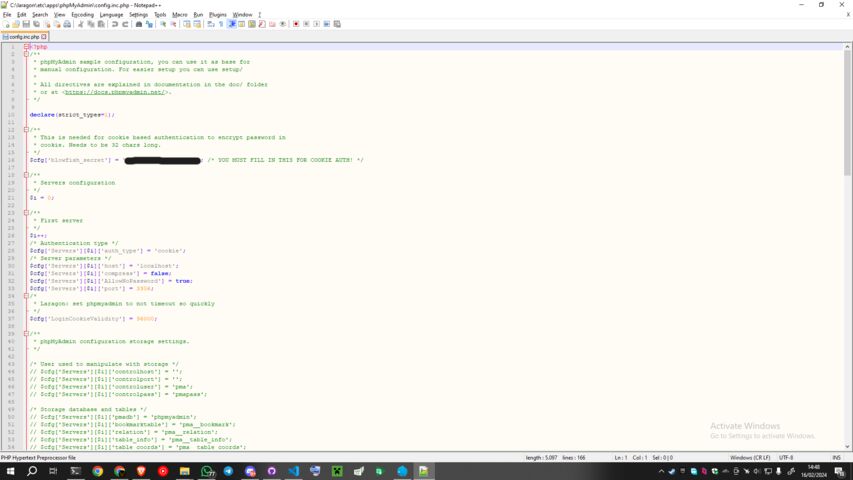 C:\laragon\etc\apps\phpMyAdmin\config.inc.php - Notepad++
File Edit Search View Encoding Language Settings Tools Macro Run Plugins Window ?
config.inc.php
1 <?php
2 /**
3 * phpMyAdmin sample configuration, you can use it as base for
4 * manual configuration. For easier setup you can use setup/
5 *
6 * All directives are explained in documentation in the doc/ folder
7 * or at <https://docs.phpmyadmin.net/>.
8 */
9
10 declare(strict_types=1);
11
12 /**
13 * This is needed for cookie based authentication to encrypt password in
14 * cookie. Needs to be 32 chars long.
15 */
16 $cfg['blowfish_secret'] = ; /* YOU MUST FILL IN THIS FOR COOKIE AUTH! */
17
18 /**
19 * Servers configuration
20 */
21 $i = 0;
22
23 /**
24 * First server
25 */
26 $i++;
27 /* Authentication type */
28 $cfg['Servers'][$i]['auth_type'] = 'cookie';
29 /* Server parameters */
30 $cfg['Servers'][$i]['host'] = 'localhost';
31 $cfg['Servers'][$i]['compress'] = false;
32 $cfg['Servers'][$i]['AllowNoPassword'] = true;
33 $cfg['Servers'][$i]['port'] = 3306;
34 /*
35 * Laragon: set phpmyadmin to not timeout so quickly
36 */
37 $cfg['LoginCookieValidity'] = 36000;
38
39 /**
40 * phpMyAdmin configuration storage settings.
41 */
42
43 /* User used to manipulate with storage */
44 // $cfg['Servers'][$i]['controlhost'] = '';
45 // $cfg['Servers'][$i]['controlport'] = '';
46 // $cfg['Servers'][$i]['controluser'] = 'pma';
47 // $cfg['Servers'][$i]['controlpass'] = 'pmapass';
48
49 /* Storage database and tables */
50 // $cfg['Servers'][$i]['pmadb'] = 'phpmyadmin';
51 // $cfg['Servers'][$i]['bookmarktable'] = 'pma__bookmark';
52 // $cfg['Servers'][$i]['relation'] = 'pma__relation';
53 // $cfg['Servers'][$i]['table_info'] = 'pma__table_info';
54 // $cfg['Servers'][$i]['table_coords'] = 'pma__table_coords';
Activate Windows
Go to Settings to activate Windows.
PHP Hypertext Preprocessor file length : 5.097 lines : 166 Ln : 1 Col : 1 Sel : 0 | 0 Windows (CR LF) UTF-8 INS
14:48
16/02/2024